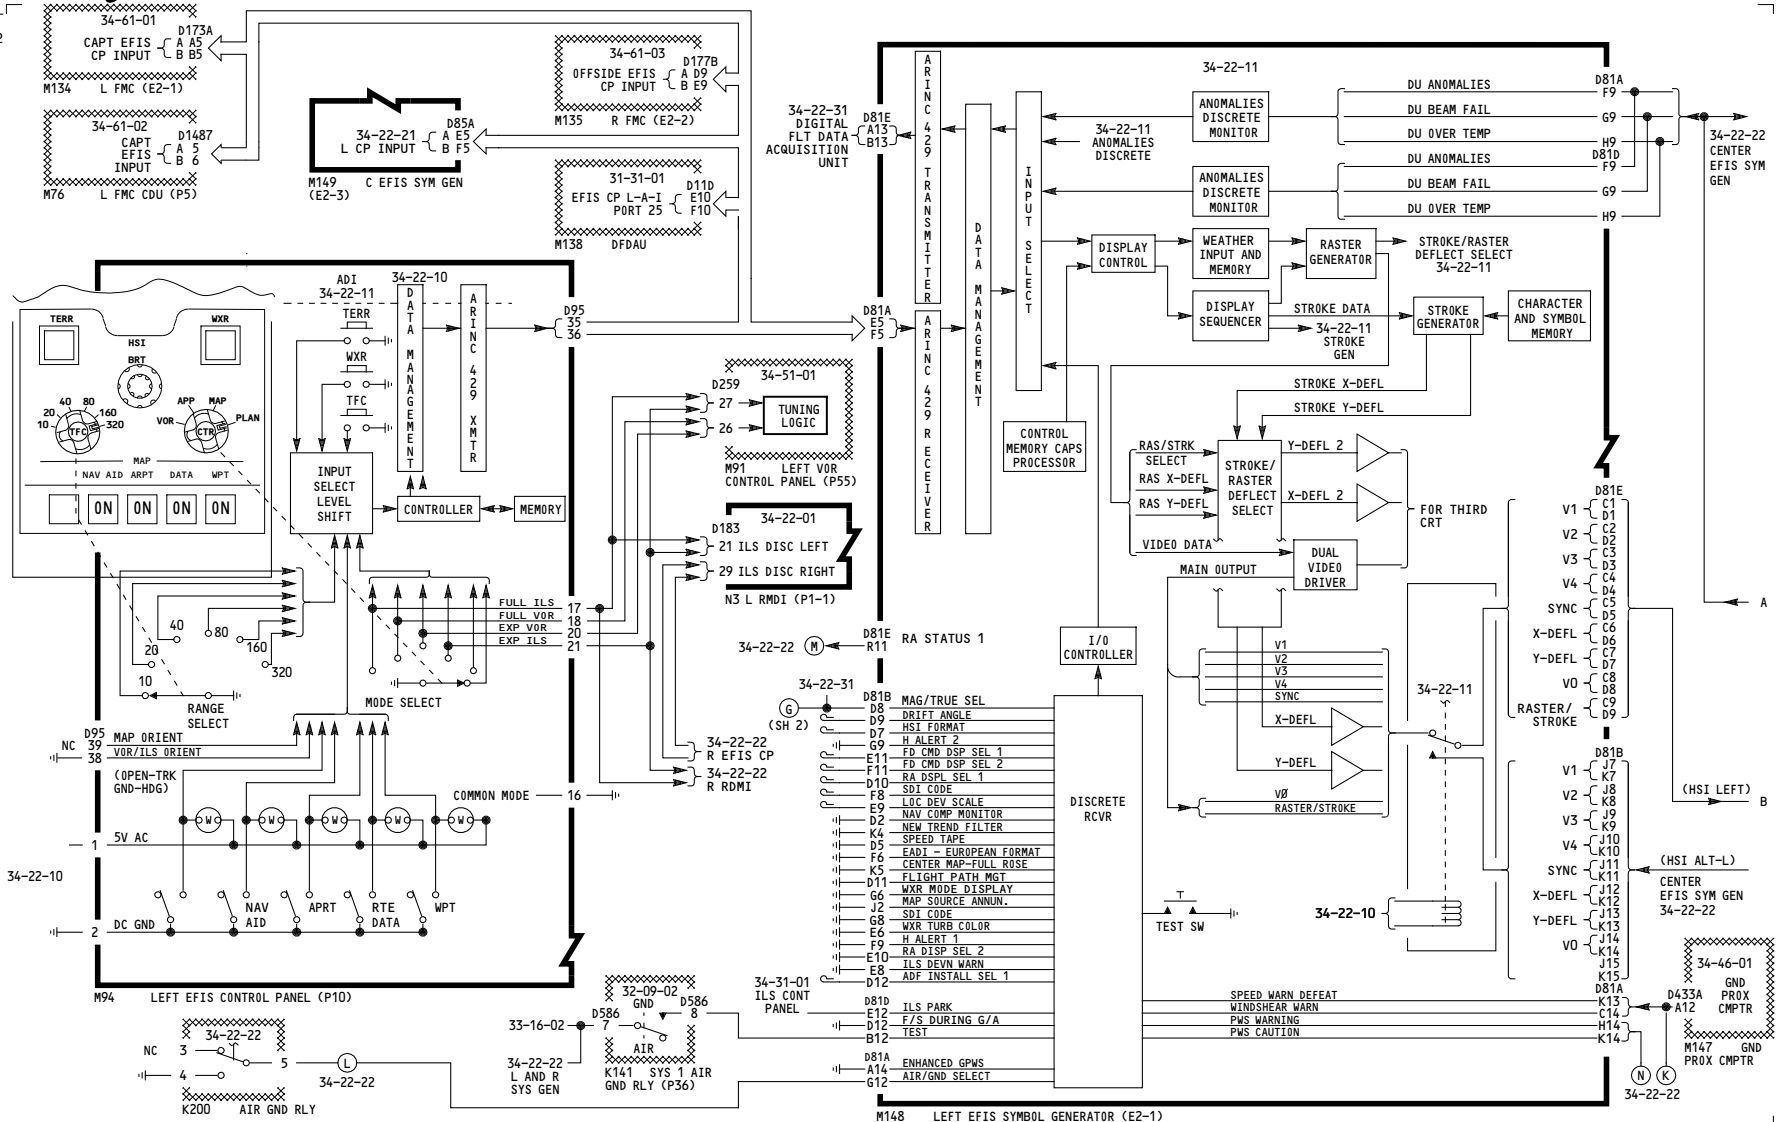 34-61-01
D173A
CAPT EFIS A A5
CP INPUT B B5
M134 L FMC (E2-1)
34-61-02
D1487
CAPT
EFIS
INPUT
A 5
B 6
M76 L FMC CDU (P5)
34-22-21
L CP INPUT
D85A
A E5
B F5
M149
(E2-3)
C EFIS SYM GEN
34-61-03
D177B
OFFSIDE EFIS A D9
CP INPUT B E9
M135 R FMC (E2-2)
31-31-01
D11D
EFIS CP L-A-I E10
PORT 25 F10
M138 DFDAU
34-22-31
DIGITAL
FLT DATA
ACQUISITION
UNIT
D81E
A13
B13
ARINC 429 TRANSMITTER
DATA MANAGEMENT
INPUT SELECT
ARINC 429 RECEIVER
34-22-11
ANOMALIES
DISCRETE
MONITOR
34-22-11
ANOMALIES
DISCRETE
ANOMALIES
DISCRETE
MONITOR
D81A
DU ANOMALIES F9
DU BEAM FAIL G9
DU OVER TEMP H9
D81D
DU ANOMALIES F9
DU BEAM FAIL G9
DU OVER TEMP H9
34-22-22
CENTER
EFIS SYM
GEN
DISPLAY
CONTROL
WEATHER
INPUT AND
MEMORY
RASTER
GENERATOR
STROKE/RASTER
DEFLECT SELECT
34-22-11
DISPLAY
SEQUENCER
STROKE DATA
34-22-11
STROKE
GEN
STROKE
GENERATOR
CHARACTER
AND SYMBOL
MEMORY
STROKE X-DEFL
STROKE Y-DEFL
CONTROL
MEMORY CAPS
PROCESSOR
RAS/STRK
SELECT
RAS X-DEFL
RAS Y-DEFL
STROKE/
RASTER
DEFLECT
SELECT
Y-DEFL 2
X-DEFL 2
FOR THIRD
CRT
VIDEO DATA
DUAL
VIDEO
DRIVER
MAIN OUTPUT
I/O
CONTROLLER
V1
V2
V3
V4
SYNC
X-DEFL
Y-DEFL
VØ
RASTER/STROKE
34-22-11
34-22-10
D81E
V1 C1 D1
V2 C2 D2
V3 C3 D3
V4 C4 D4
SYNC C5 D5
X-DEFL C6 D6
Y-DEFL C7 D7
VO C8 D8
RASTER/
STROKE C9 D9
A
(HSI LEFT) B
D81B
V1 J7 K7
V2 J8 K8
V3 J9 K9
V4 J10 K10
SYNC J11 K11
X-DEFL J12 K12
Y-DEFL J13 K13
VO J14 K14
J15
K15
(HSI ALT-L)
CENTER
EFIS SYM GEN
34-22-22
D81A
SPEED WARN DEFEAT K13
WINDSHEAR WARN C14
PWS WARNING H14
PWS CAUTION K14
D433A
A12
34-46-01
GND
PROX
CMPTR
M147 GND
PROX CMPTR
N K
34-22-22
ADI
34-22-11
34-22-10
TERR
WXR
TFC
DATA MANAGEMENT
ARINC 429 XMTR
D95
35
36
D81A
E5
F5
TERR
WXR
HSI
BRT
10 20 40 80 160 320
TFC
VOR APP MAP PLAN
CTR
MAP
NAV AID ARPT DATA WPT
ON ON ON ON
INPUT
SELECT
LEVEL
SHIFT
CONTROLLER
MEMORY
D259
27
26
34-51-01
TUNING
LOGIC
M91 LEFT VOR
CONTROL PANEL (P55)
34-22-01
D183
21 ILS DISC LEFT
29 ILS DISC RIGHT
N3 L RMDI (P1-1)
FULL ILS 17
FULL VOR 18
EXP VOR 20
EXP ILS 21
40
80
20
160
10
320
RANGE
SELECT
MODE SELECT
D95
NC 39 MAP ORIENT
38 VOR/ILS ORIENT
(OPEN-TRK
GND-HDG)
COMMON MODE 16
W W W W W
1 5V AC
34-22-10
NAV
AID
APRT
RTE
DATA
WPT
2 DC GND
M94 LEFT EFIS CONTROL PANEL (P10)
34-22-22
R EFIS CP
34-22-22
R RDMI
34-22-22 M
D81E
R11
RA STATUS 1
34-22-31
G
(SH 2)
D81B
D8 MAG/TRUE SEL
D9 DRIFT ANGLE
D7 HSI FORMAT
G9 H ALERT 2
E11 FD CMD DSP SEL 1
F11 FD CMD DSP SEL 2
D10 RA DSPL SEL 1
F8 SDI CODE
E9 LOC DEV SCALE
D2 NAV COMP MONITOR
K4 NEW TREND FILTER
D5 SPEED TAPE
F6 EADI - EUROPEAN FORMAT
K5 CENTER MAP-FULL ROSE
D11 FLIGHT PATH MGT
G6 WXR MODE DISPLAY
J2 MAP SOURCE ANNUN.
G8 SDI CODE
E6 WXR TURB COLOR
F9 H ALERT 1
E10 RA DISP SEL 2
E8 ILS DEVN WARN
D12 ADF INSTALL SEL 1
34-31-01
ILS CONT
PANEL
D81D
E12 ILS PARK
D12 F/S DURING G/A
B12 TEST
D81A
A14 ENHANCED GPWS
G12 AIR/GND SELECT
DISCRETE
RCVR
T
TEST SW
34-22-22
NC 3
4
5
K200 AIR GND RLY
L
34-22-22
33-16-02
34-22-22
L AND R
SYS GEN
D586
7
32-09-02
GND
AIR
D586
8
K141 SYS 1 AIR
GND RLY (P36)
M148 LEFT EFIS SYMBOL GENERATOR (E2-1)